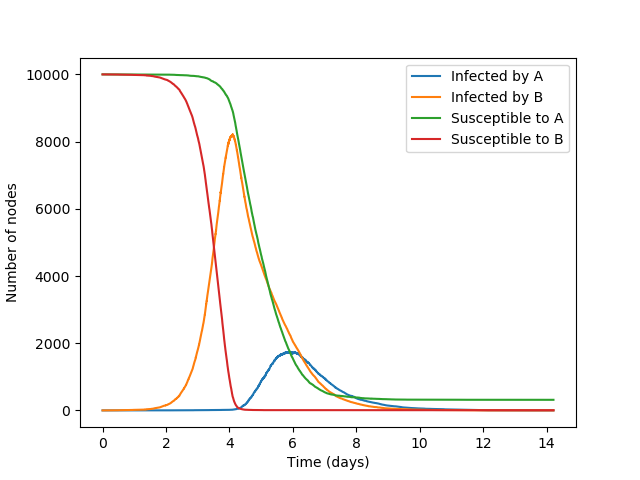 Infected by A
Infected by B
Susceptible to A
Susceptible to B
Number of nodes
10000
8000
6000
4000
2000
0
0 2 4 6 8 10 12 14
Time (days)